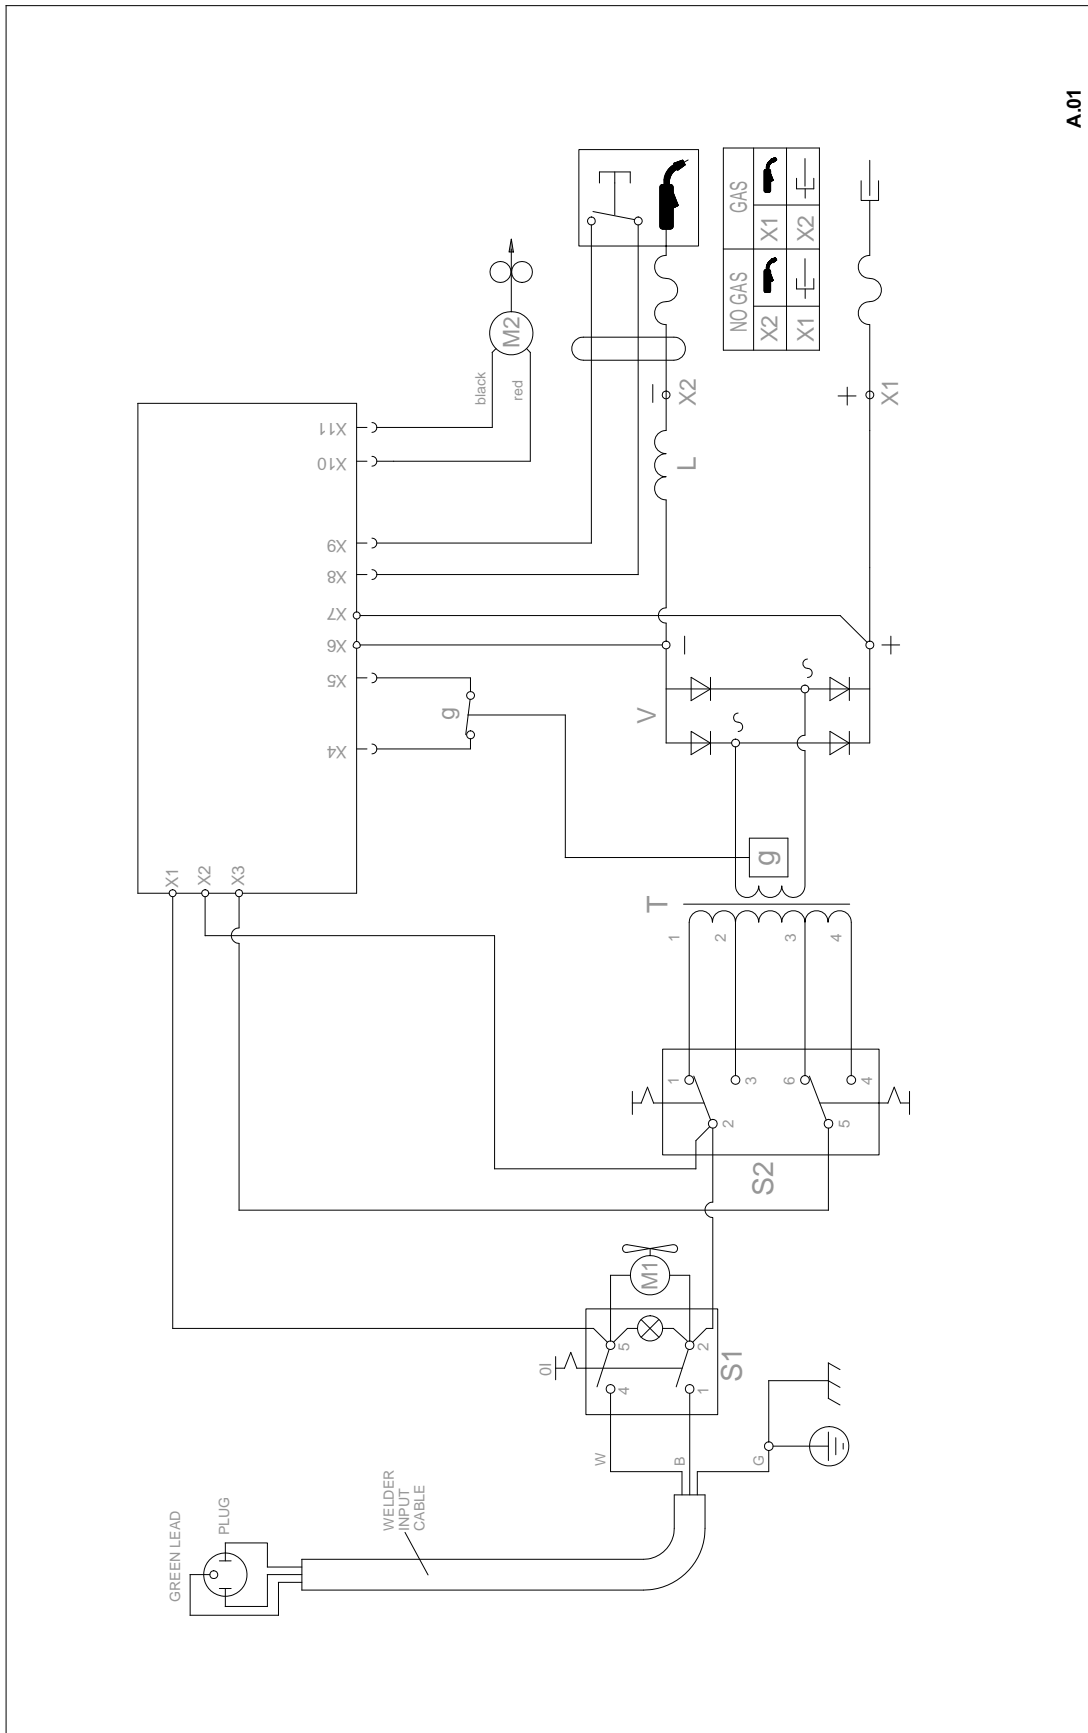 A.01
X11
X10
X9
X8
X7
X6
X5
X4
X1
X2
X3
black
red
M2
g
NO GAS
GAS
X2
X1
X1
X2
–
X2
L
+
X1
V
–
+
g
T
1
2
3
4
1
3
6
4
2
5
S2
M1
0I
5
2
4
1
S1
W
B
G
WELDER
INPUT
CABLE
GREEN LEAD
PLUG